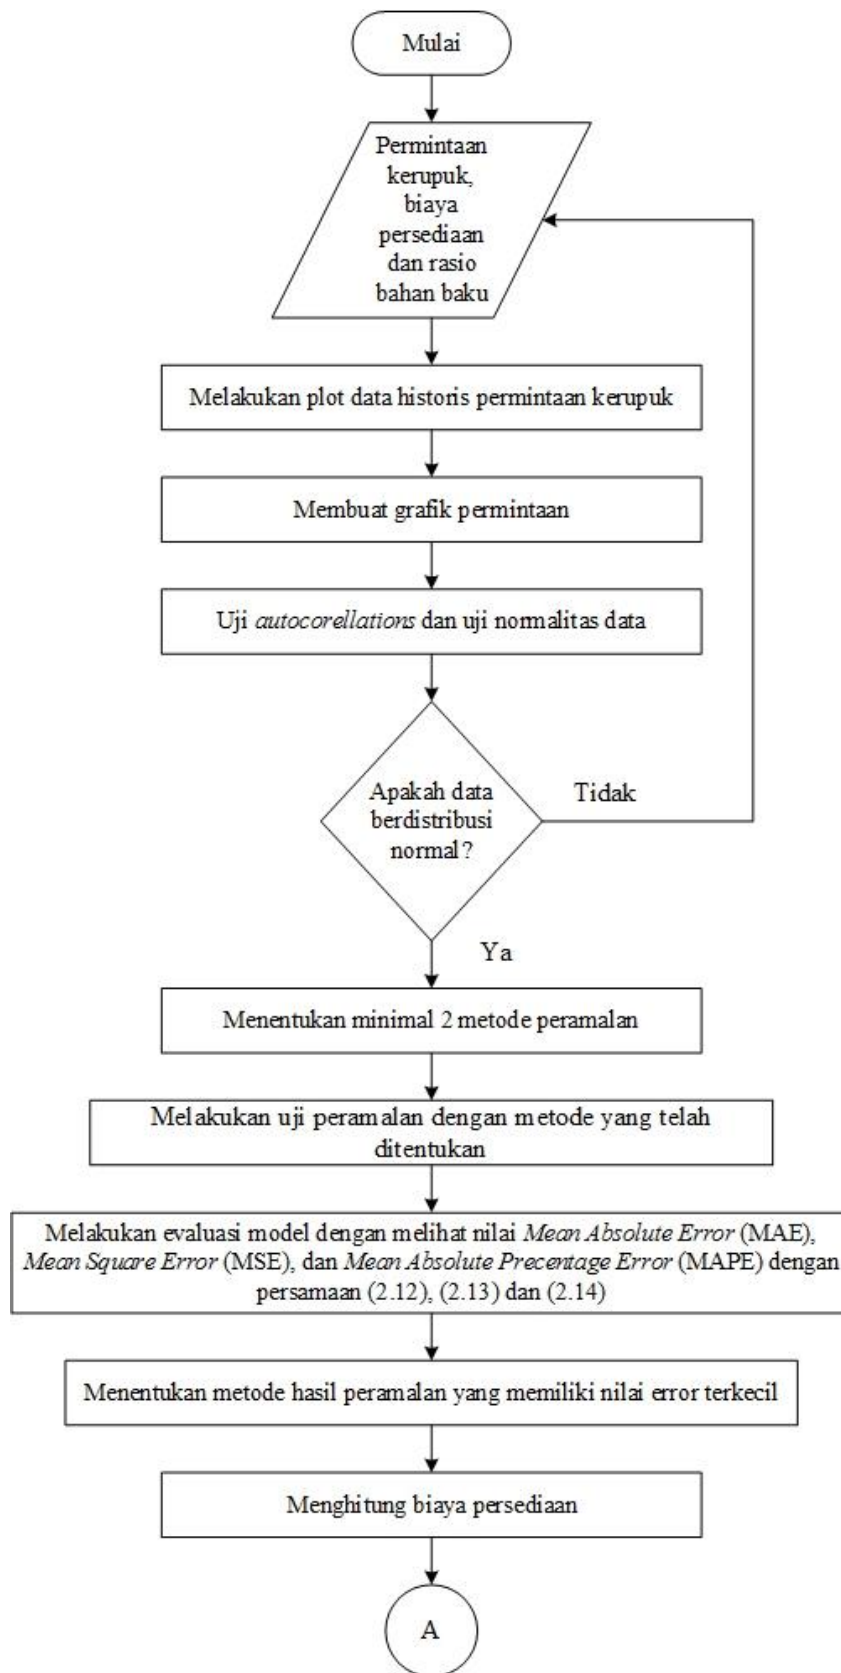 Mulai
Permintaan
kerupuk,
biaya
persediaan
dan rasio
bahan baku
Melakukan plot data historis permintaan kerupuk
Membuat grafik permintaan
Uji autocorellations dan uji normalitas data
Apakah data
berdistribusi
normal?
Tidak
Ya
Menentukan minimal 2 metode peramalan
Melakukan uji peramalan dengan metode yang telah
ditentukan
Melakukan evaluasi model dengan melihat nilai Mean Absolute Error (MAE),
Mean Square Error (MSE), dan Mean Absolute Precentage Error (MAPE) dengan
persamaan (2.12), (2.13) dan (2.14)
Menentukan metode hasil peramalan yang memiliki nilai error terkecil
Menghitung biaya persediaan
A